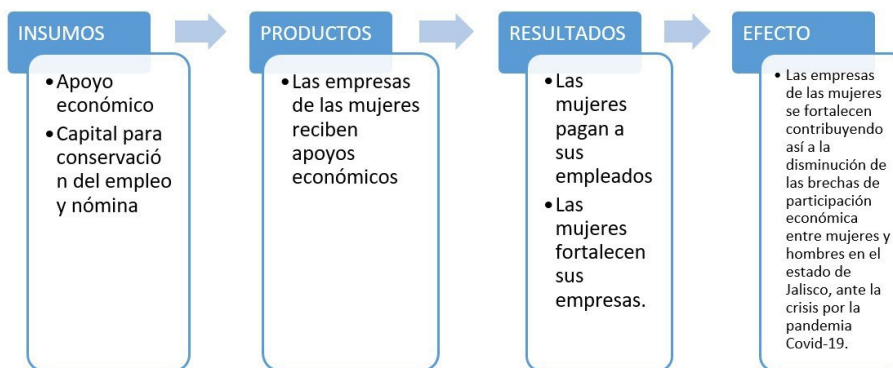 INSUMOS
•Apoyo
económico
•Capital para
conservació
n del empleo
y nómina
PRODUCTOS
•Las empresas
de las mujeres
reciben
apoyos
económicos
RESULTADOS
•Las
mujeres
pagan a
sus
empleados
•Las
mujeres
fortalecen
sus
empresas.
EFECTO
• Las empresas
de las mujeres
se fortalecen
contribuyendo
así a la
disminución de
las brechas de
participación
económica
entre mujeres y
hombres en el
estado de
Jalisco, ante la
crisis por la
pandemia
Covid-19.